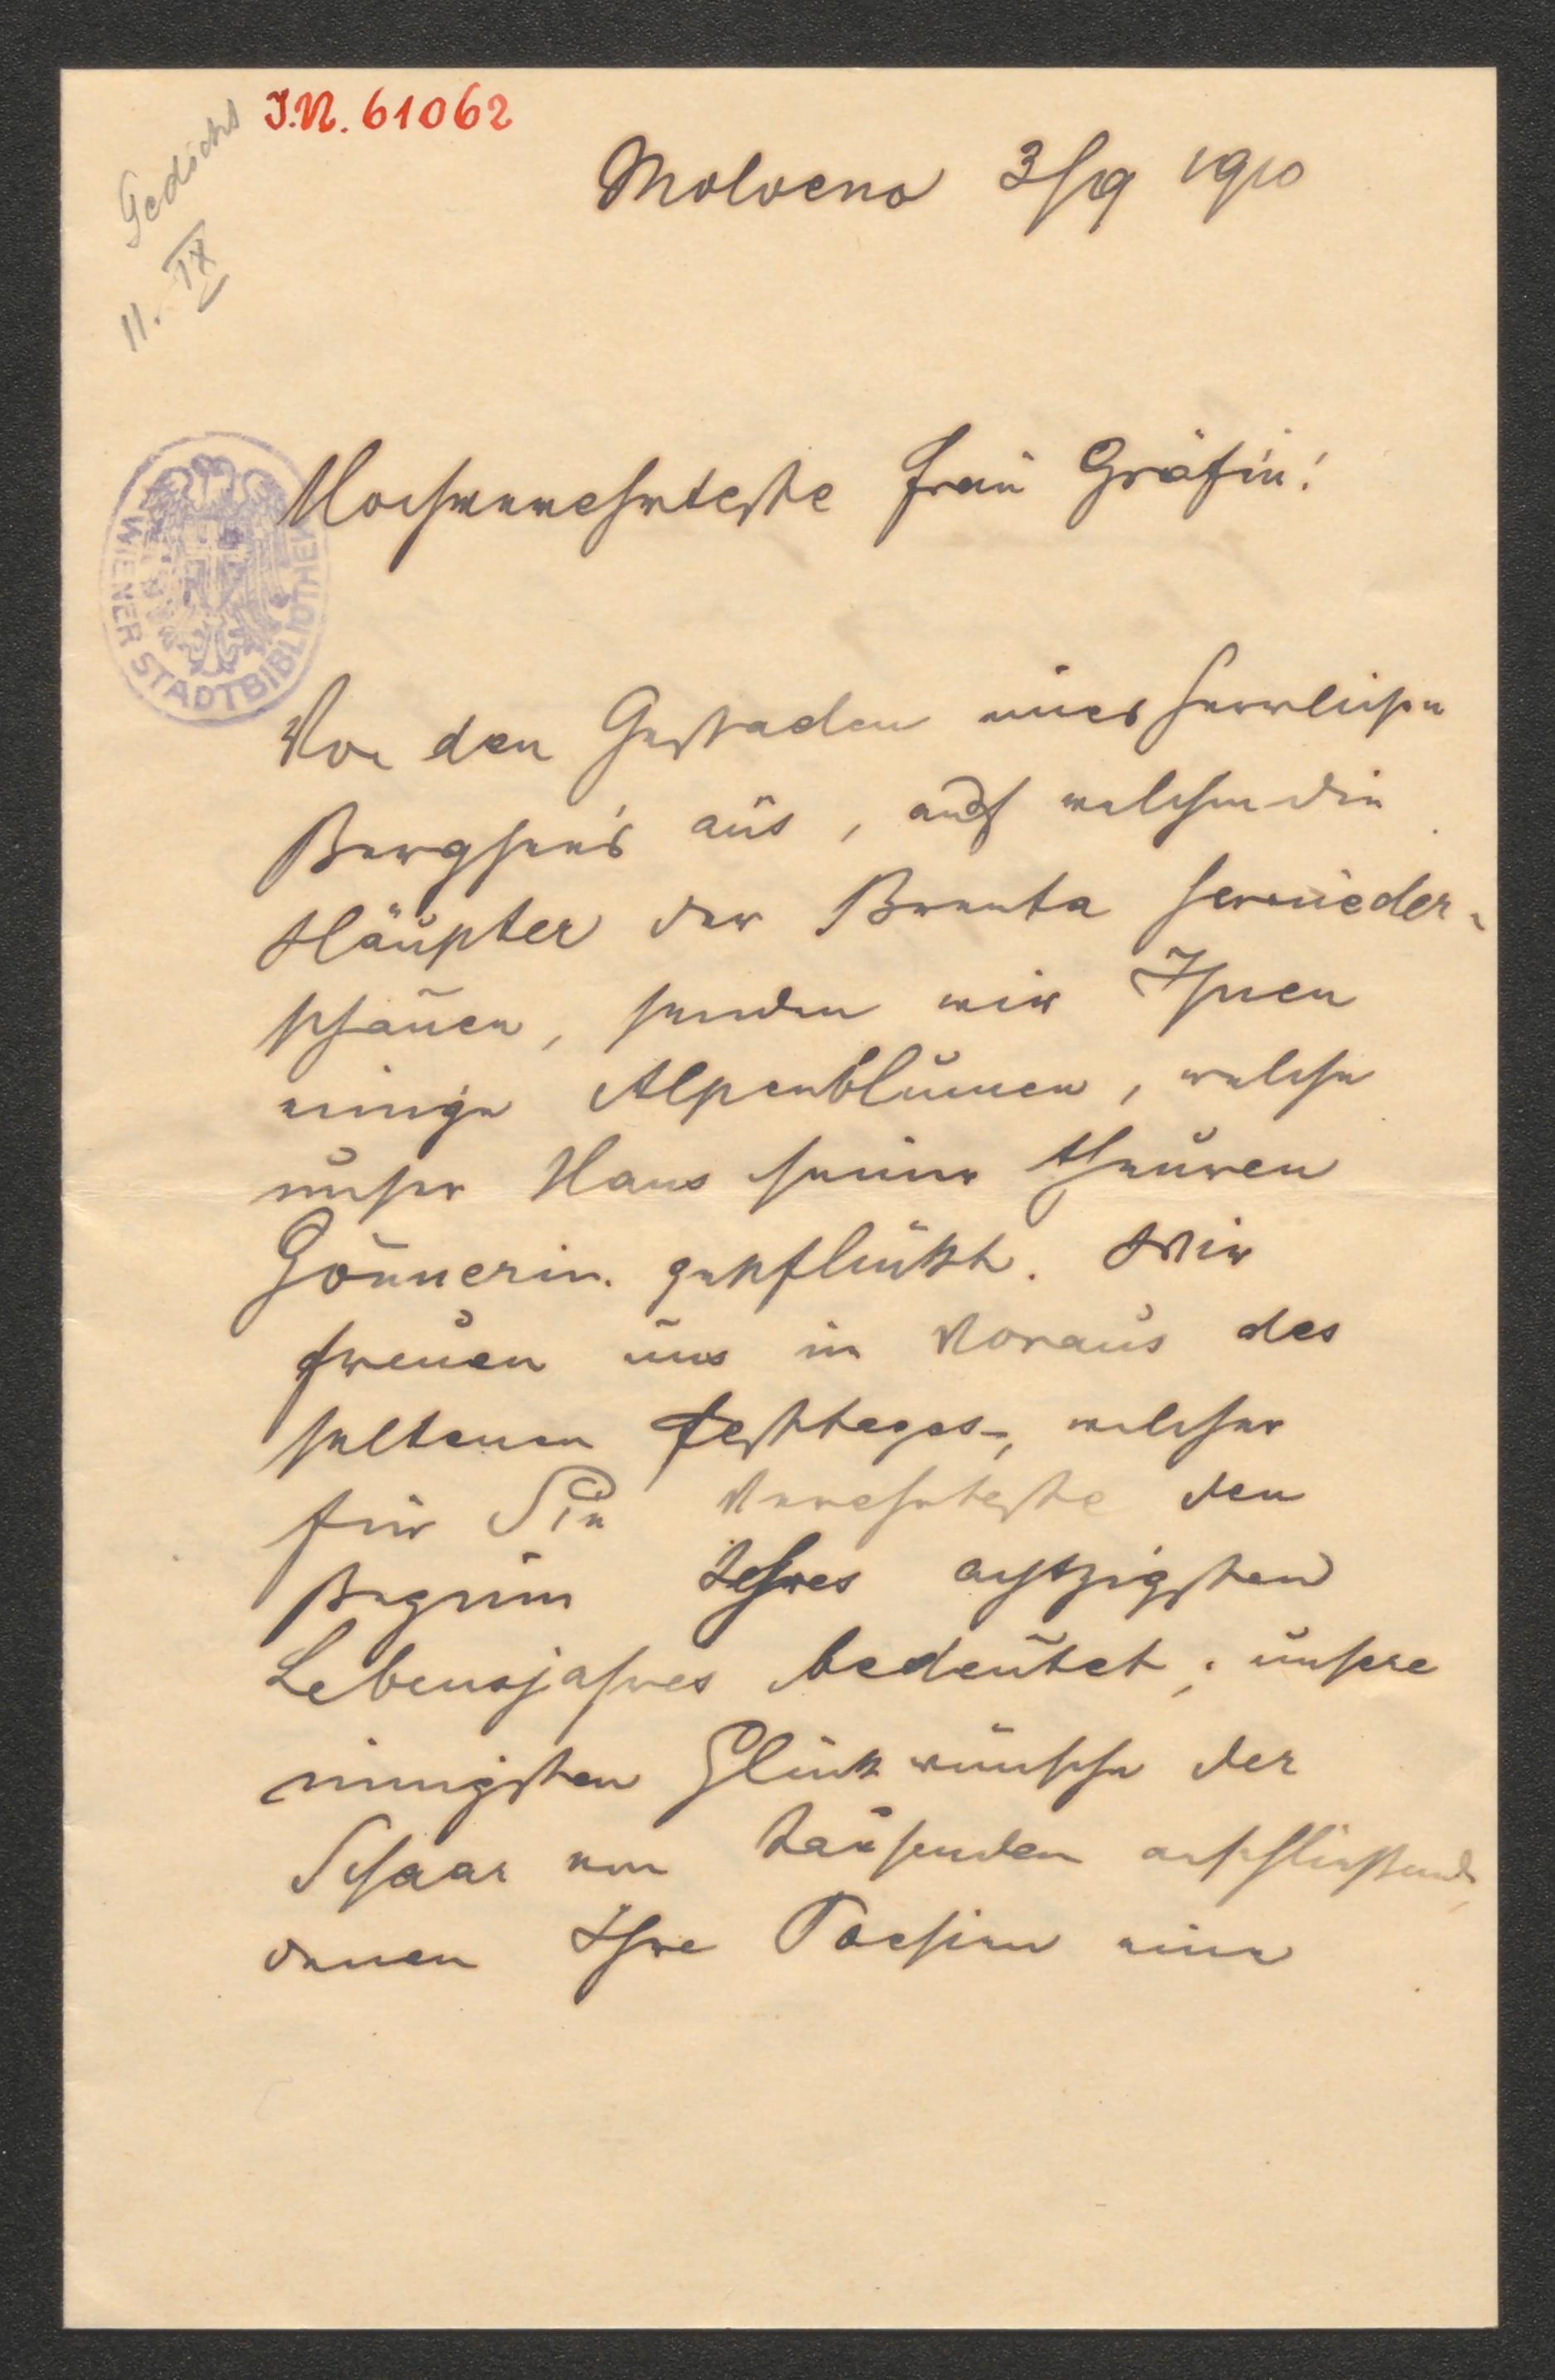 J.N. 61062
Gedicht
11. IX
Molveno 3/9 1910
WIENER STADTBIBLIOTHEK
Hochverehrteste Frau Gräfin!
Von den Gestaden eines herrlichen
Bergsee's aus, auf welchen die
Häupter der Brenta hernieder-
schauen, senden wir Ihnen
einige Alpenblumen, welche
unser Hans seiner theuren
Gönnerin gepflückt. Wir
freuen uns im Voraus des
seltenen Festtages, welcher
für Sie Verehrteste den
Beginn Ihres achtzigsten
Lebensjahres bedeutet, unsere
innigsten Glückwünsche der
Schaar von Tausenden anschließend,
denen Ihre Poesieen eine